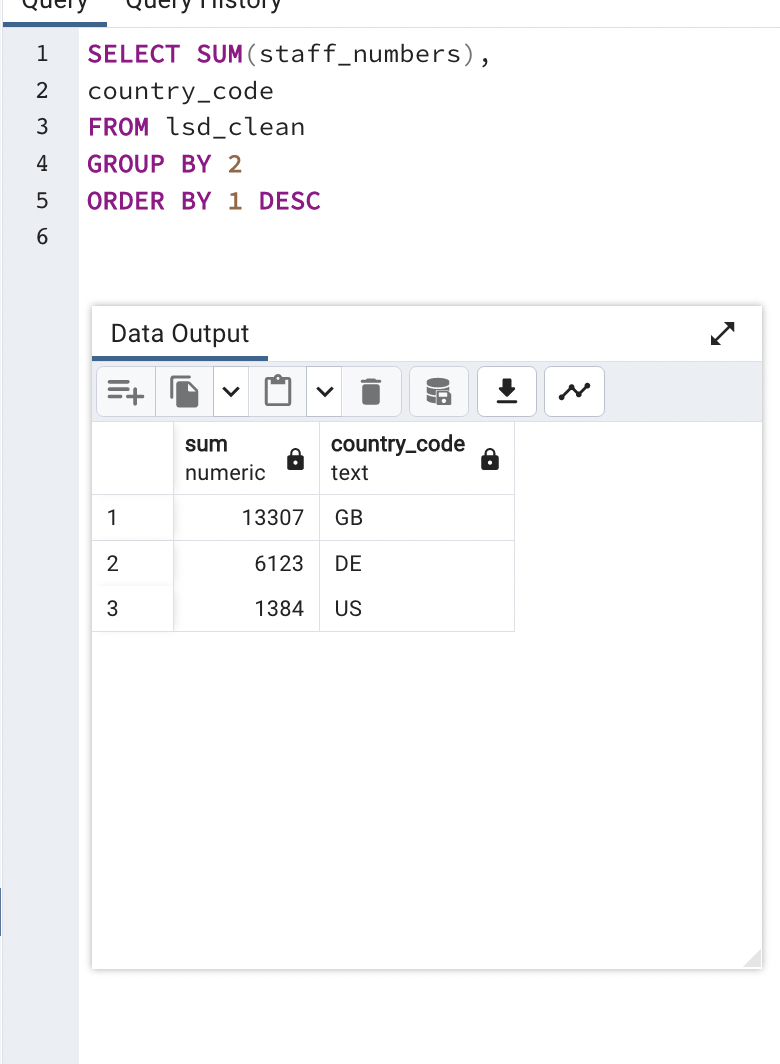 Query Query History
1 SELECT SUM(staff_numbers),
2 country_code
3 FROM lsd_clean
4 GROUP BY 2
5 ORDER BY 1 DESC
6
Data Output
sum country_code
numeric text
1 13307 GB
2 6123 DE
3 1384 US